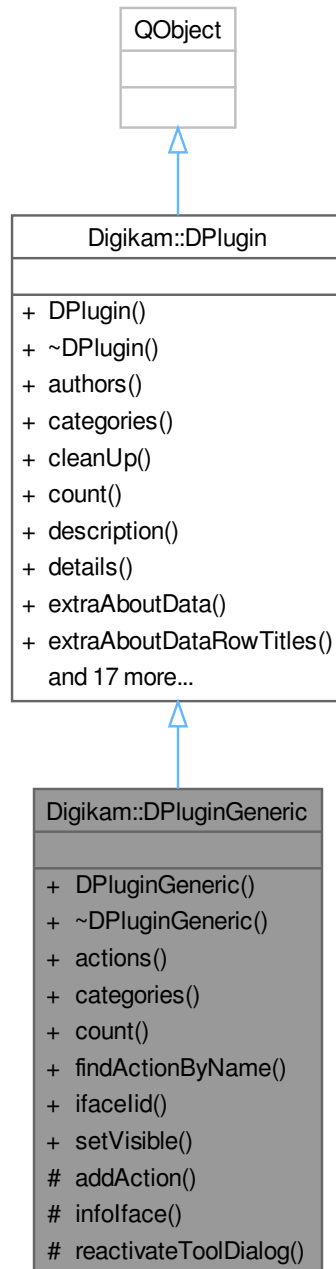 QObject
Digikam::DPlugin
+ DPlugin()
+ ~DPlugin()
+ authors()
+ categories()
+ cleanUp()
+ count()
+ description()
+ details()
+ extraAboutData()
+ extraAboutDataRowTitles()
and 17 more...
Digikam::DPluginGeneric
+ DPluginGeneric()
+ ~DPluginGeneric()
+ actions()
+ categories()
+ count()
+ findActionByName()
+ ifaceIid()
+ setVisible()
# addAction()
# infoIface()
# reactivateToolDialog()